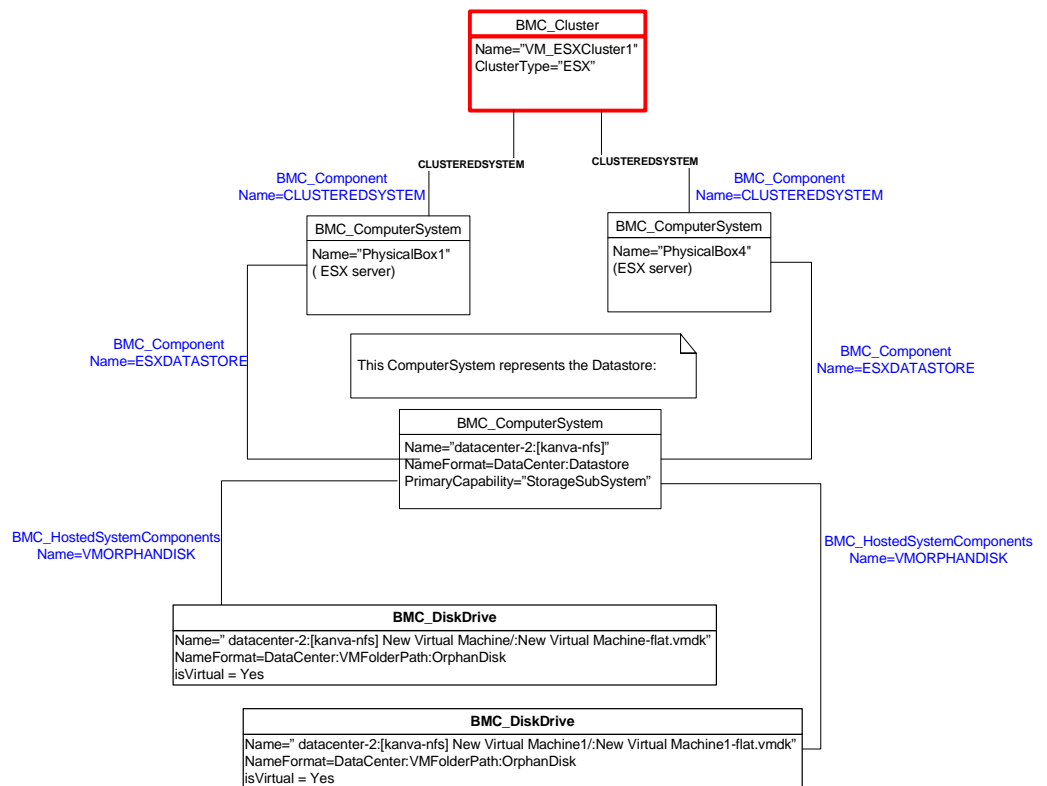 BMC_Cluster
Name="VM_ESXCluster1"
ClusterType="ESX"
CLUSTEREDSYSTEM
CLUSTEREDSYSTEM
BMC_Component
Name=CLUSTEREDSYSTEM
BMC_Component
Name=CLUSTEREDSYSTEM
BMC_ComputerSystem
Name="PhysicalBox1"
( ESX server)
BMC_ComputerSystem
Name="PhysicalBox4"
(ESX server)
BMC_Component
Name=ESXDATASTORE
This ComputerSystem represents the Datastore:
BMC_Component
Name=ESXDATASTORE
BMC_ComputerSystem
Name="datacenter-2:[kanva-nfs]"
NameFormat=DataCenter:Datastore
PrimaryCapability="StorageSubSystem"
BMC_HostedSystemComponents
Name=VMORPHANDISK
BMC_HostedSystemComponents
Name=VMORPHANDISK
BMC_DiskDrive
Name=" datacenter-2:[kanva-nfs] New Virtual Machine/:New Virtual Machine-flat.vmdk"
NameFormat=DataCenter:VMFolderPath:OrphanDisk
isVirtual = Yes
BMC_DiskDrive
Name=" datacenter-2:[kanva-nfs] New Virtual Machine1/:New Virtual Machine1-flat.vmdk"
NameFormat=DataCenter:VMFolderPath:OrphanDisk
isVirtual = Yes